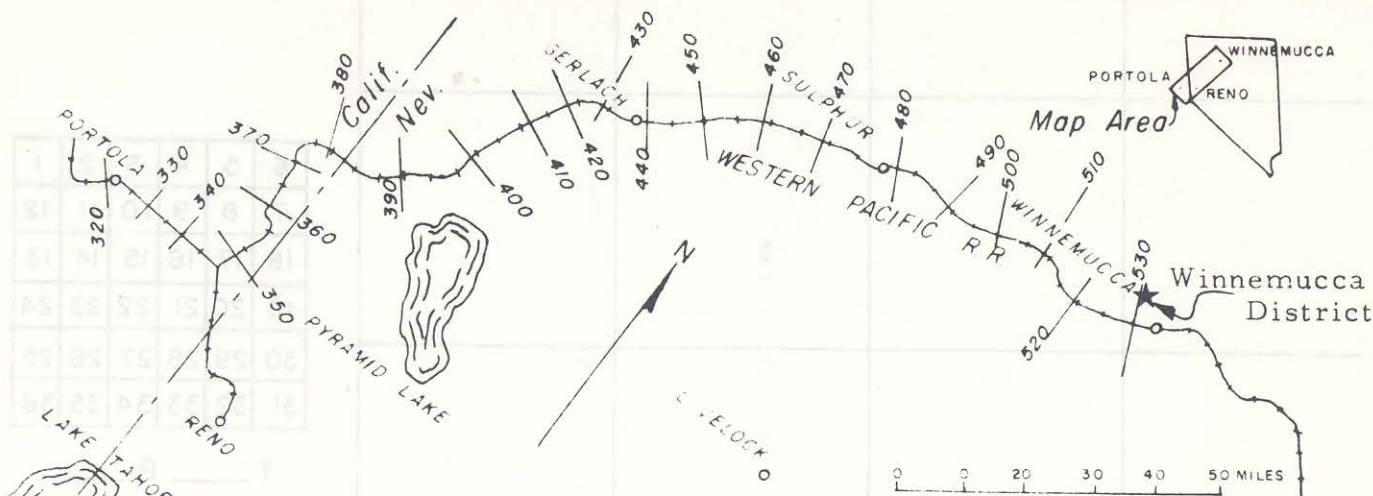 PORTOLA
320
330
340
350
360
370
380
Calif.
Nev.
390
400
410
420
430
GERLACH
440
450
460
SULPHUR
470
480
490
500
510
WINNEMUCCA
520
530
WESTERN PACIFIC R.R.
Winnemucca
District
PYRAMID LAKE
LAKE
RENO
N
WINNEMUCCA
PORTOLA
RENO
Map Area
0 10 20 30 40 50 MILES